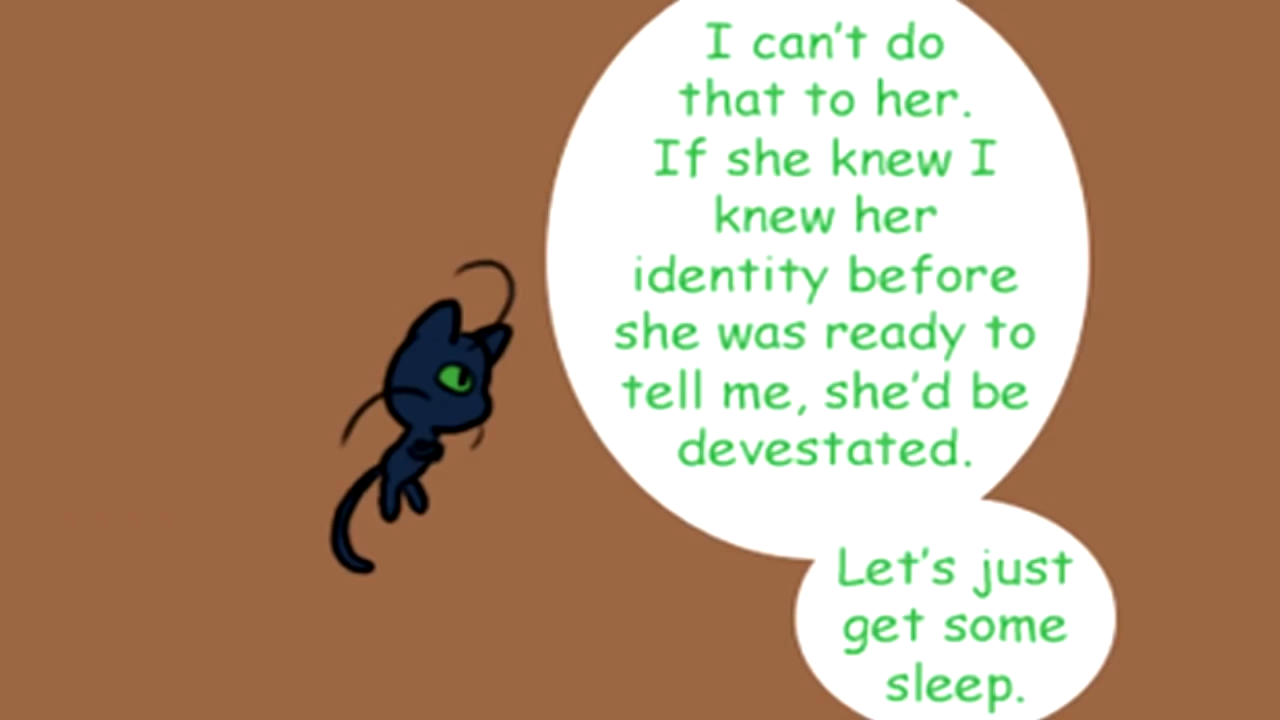 I can't do
that to her.
If she knew I
knew her
identity before
she was ready to
tell me, she'd be
devestated.
Let's just
get some
sleep.